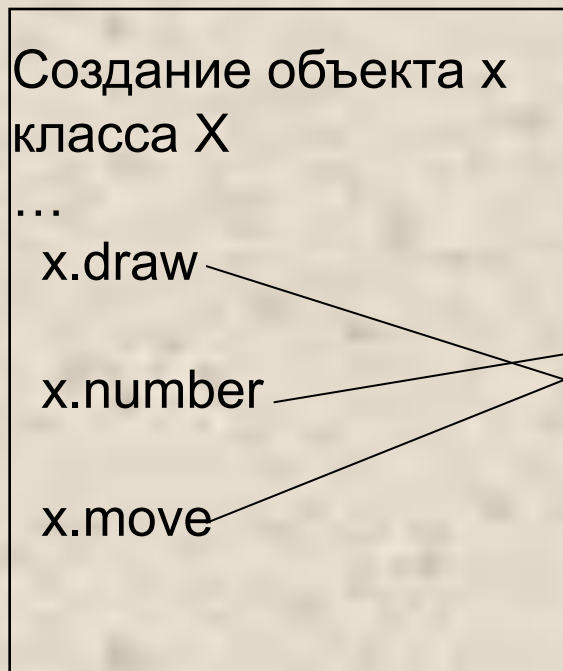 Создание объекта x
класса X
…
x.draw
x.number
x.move